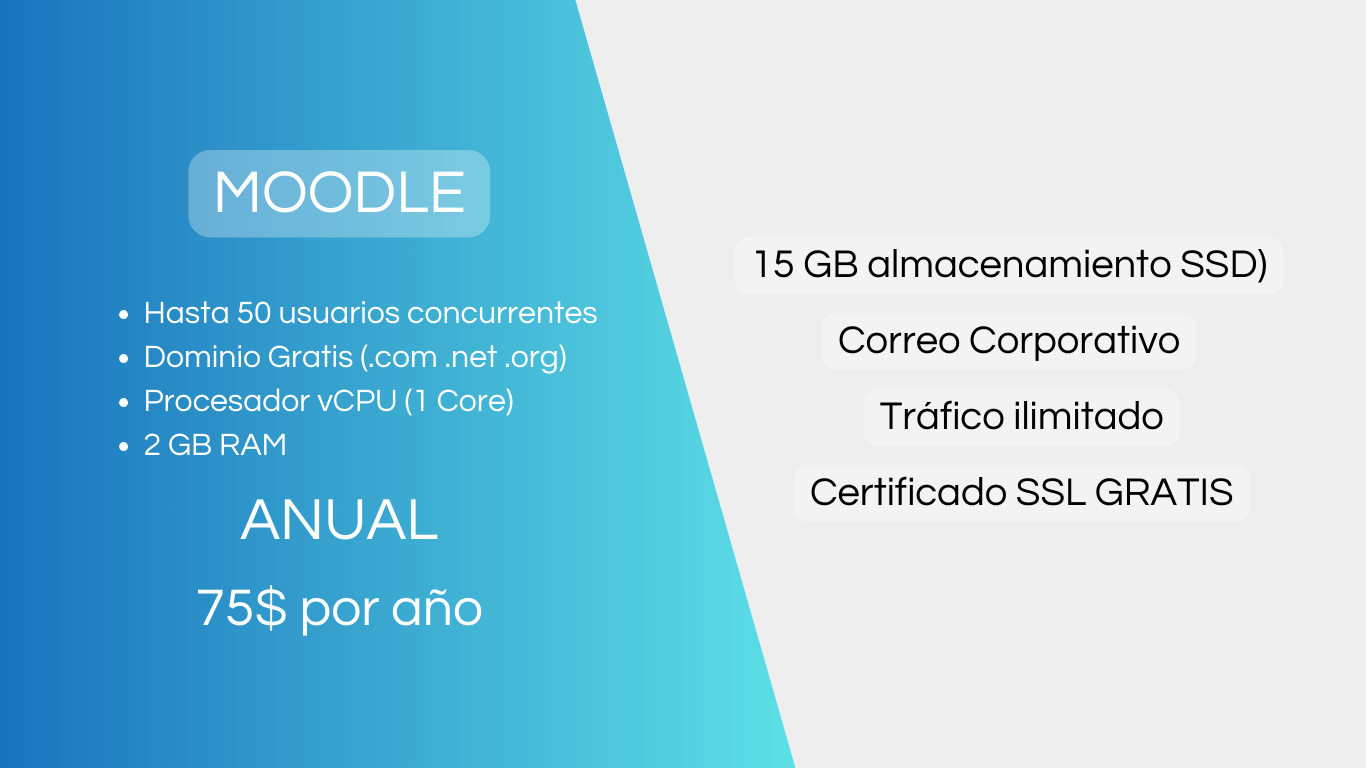 MOODLE
Hasta 50 usuarios concurrentes
Dominio Gratis (.com .net .org)
Procesador vCPU (1 Core)
2 GB RAM
ANUAL
75$ por año
15 GB almacenamiento SSD)
Correo Corporativo
Tráfico ilimitado
Certificado SSL GRATIS